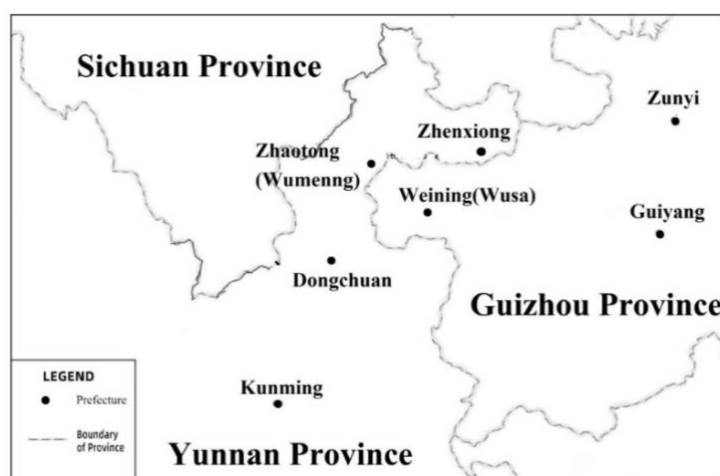 Sichuan Province
Zunyi
Zhenxiong
Zhaotong
(Wumenng)
Weining(Wusa)
Guiyang
Dongchuan
Guizhou Province
LEGEND
Prefecture
Boundary
of Province
Kunming
Yunnan Province